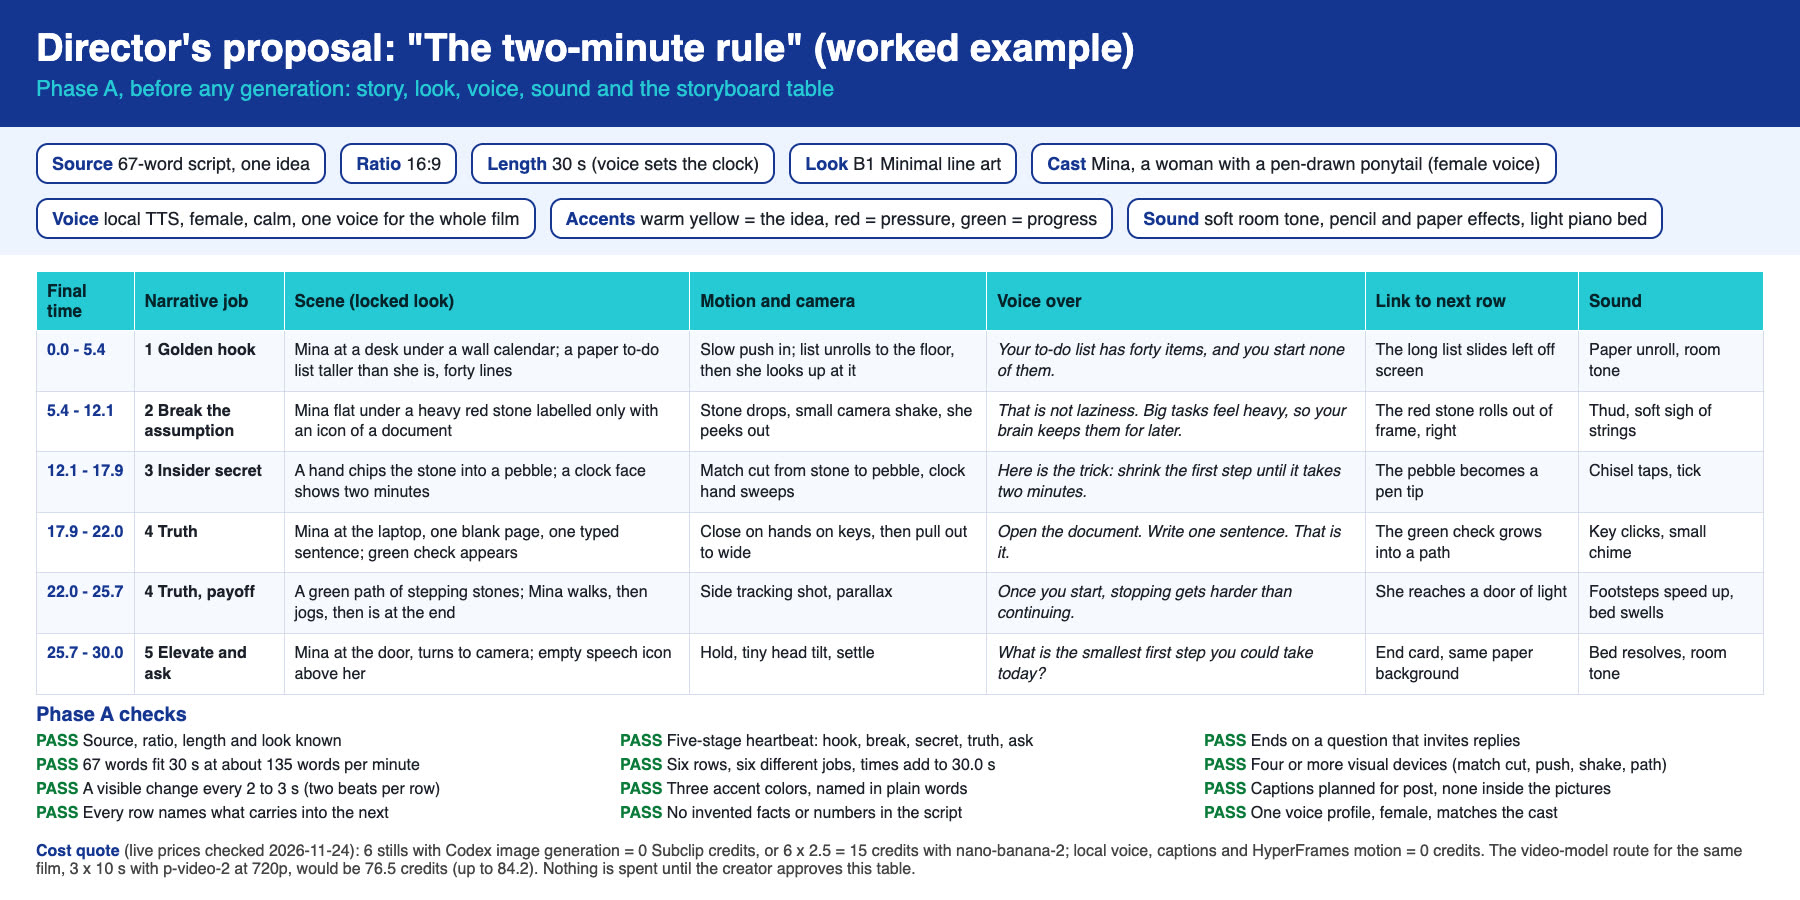 Director's proposal: "The two-minute rule" (worked example)
Phase A, before any generation: story, look, voice, sound and the storyboard table
Source 67-word script, one idea
Ratio 16:9
Length 30 s (voice sets the clock)
Look B1 Minimal line art
Cast Mina, a woman with a pen-drawn ponytail (female voice)
Voice local TTS, female, calm, one voice for the whole film
Accents warm yellow = the idea, red = pressure, green = progress
Sound soft room tone, pencil and paper effects, light piano bed
Final
time
Narrative job
Scene (locked look)
Motion and camera
Voice over
Link to next row
Sound
0.0 - 5.4
1 Golden hook
Mina at a desk under a wall calendar; a paper to-do
list taller than she is, forty lines
Slow push in; list unrolls to the floor,
then she looks up at it
Your to-do list has forty items, and you start none
of them.
The long list slides left off
screen
Paper unroll, room
tone
5.4 - 12.1
2 Break the
assumption
Mina flat under a heavy red stone labelled only with
an icon of a document
Stone drops, small camera shake, she
peeks out
That is not laziness. Big tasks feel heavy, so your
brain keeps them for later.
The red stone rolls out of
frame, right
Thud, soft sigh of
strings
12.1 - 17.9
3 Insider secret
A hand chips the stone into a pebble; a clock face
shows two minutes
Match cut from stone to pebble, clock
hand sweeps
Here is the trick: shrink the first step until it takes
two minutes.
The pebble becomes a
pen tip
Chisel taps, tick
17.9 - 22.0
4 Truth
Mina at the laptop, one blank page, one typed
sentence; green check appears
Close on hands on keys, then pull out
to wide
Open the document. Write one sentence. That is
it.
The green check grows
into a path
Key clicks, small
chime
22.0 - 25.7
4 Truth, payoff
A green path of stepping stones; Mina walks, then
jogs, then is at the end
Side tracking shot, parallax
Once you start, stopping gets harder than
continuing.
She reaches a door of light
Footsteps speed up,
bed swells
25.7 - 30.0
5 Elevate and
ask
Mina at the door, turns to camera; empty speech icon
above her
Hold, tiny head tilt, settle
What is the smallest first step you could take
today?
End card, same paper
background
Bed resolves, room
tone
Phase A checks
PASS Source, ratio, length and look known
PASS 67 words fit 30 s at about 135 words per minute
PASS A visible change every 2 to 3 s (two beats per row)
PASS Every row names what carries into the next
PASS Five-stage heartbeat: hook, break, secret, truth, ask
PASS Six rows, six different jobs, times add to 30.0 s
PASS Three accent colors, named in plain words
PASS No invented facts or numbers in the script
PASS Ends on a question that invites replies
PASS Four or more visual devices (match cut, push, shake, path)
PASS Captions planned for post, none inside the pictures
PASS One voice profile, female, matches the cast
Cost quote (live prices checked 2026-11-24): 6 stills with Codex image generation = 0 Subclip credits, or 6 x 2.5 = 15 credits with nano-banana-2; local voice, captions and HyperFrames motion = 0 credits. The video-model route for the same
film, 3 x 10 s with p-video-2 at 720p, would be 76.5 credits (up to 84.2). Nothing is spent until the creator approves this table.